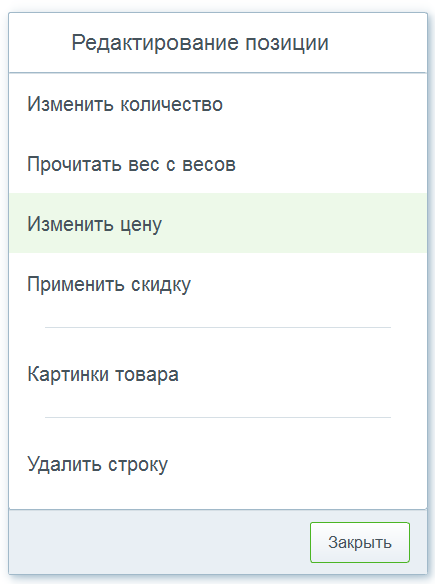 Редактирование позиции
Изменить количество
Прочитать вес с весов
Изменить цену
Применить скидку
Картинки товара
Удалить строку
Закрыть